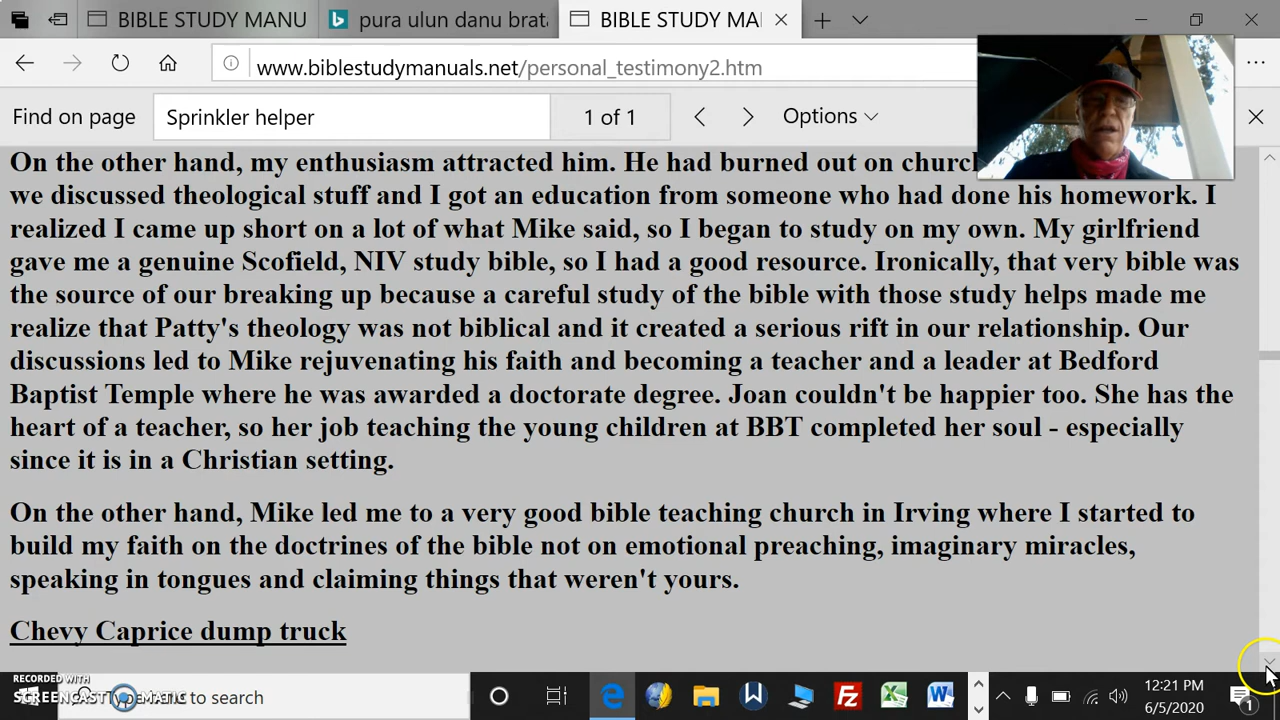 BIBLE STUDY MANU
pura ulun danu brata
BIBLE STUDY MA
www.biblestudymanuals.net/personal_testimony2.htm
Find on page
Sprinkler helper
1 of 1
Options
On the other hand, my enthusiasm attracted him. He had burned out on church
we discussed theological stuff and I got an education from someone who had done his homework. I
realized I came up short on a lot of what Mike said, so I began to study on my own. My girlfriend
gave me a genuine Scofield, NIV study bible, so I had a good resource. Ironically, that very bible was
the source of our breaking up because a careful study of the bible with those study helps made me
realize that Patty's theology was not biblical and it created a serious rift in our relationship. Our
discussions led to Mike rejuvenating his faith and becoming a teacher and a leader at Bedford
Baptist Temple where he was awarded a doctorate degree. Joan couldn't be happier too. She has the
heart of a teacher, so her job teaching the young children at BBT completed her soul - especially
since it is in a Christian setting.
On the other hand, Mike led me to a very good bible teaching church in Irving where I started to
build my faith on the doctrines of the bible not on emotional preaching, imaginary miracles,
speaking in tongues and claiming things that weren't yours.
Chevy Caprice dump truck
RECORDED WITH
SCREENCAST MATIC
Type here to search
12:21 PM
6/5/2020
1